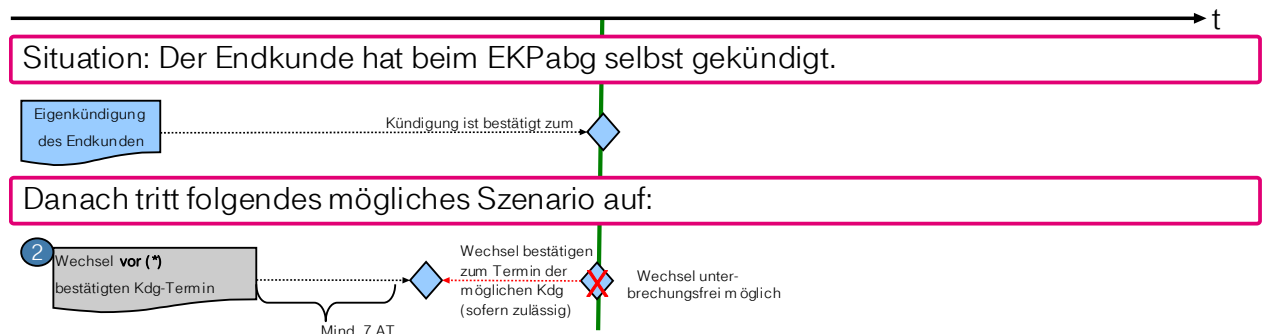 t
Situation: Der Endkunde hat beim EKPabg selbst gekündigt.
Eigenkündigung
des Endkunden
Kündigung ist bestätigt zum
Danach tritt folgendes mögliches Szenario auf:
2
Wechsel vor (*)
bestätigten Kdg-Termin
Wechsel bestätigen
zum Termin der
möglichen Kdg
(sofern zulässig)
Wechsel unter-
brechungsfrei möglich
Mind. 7 AT